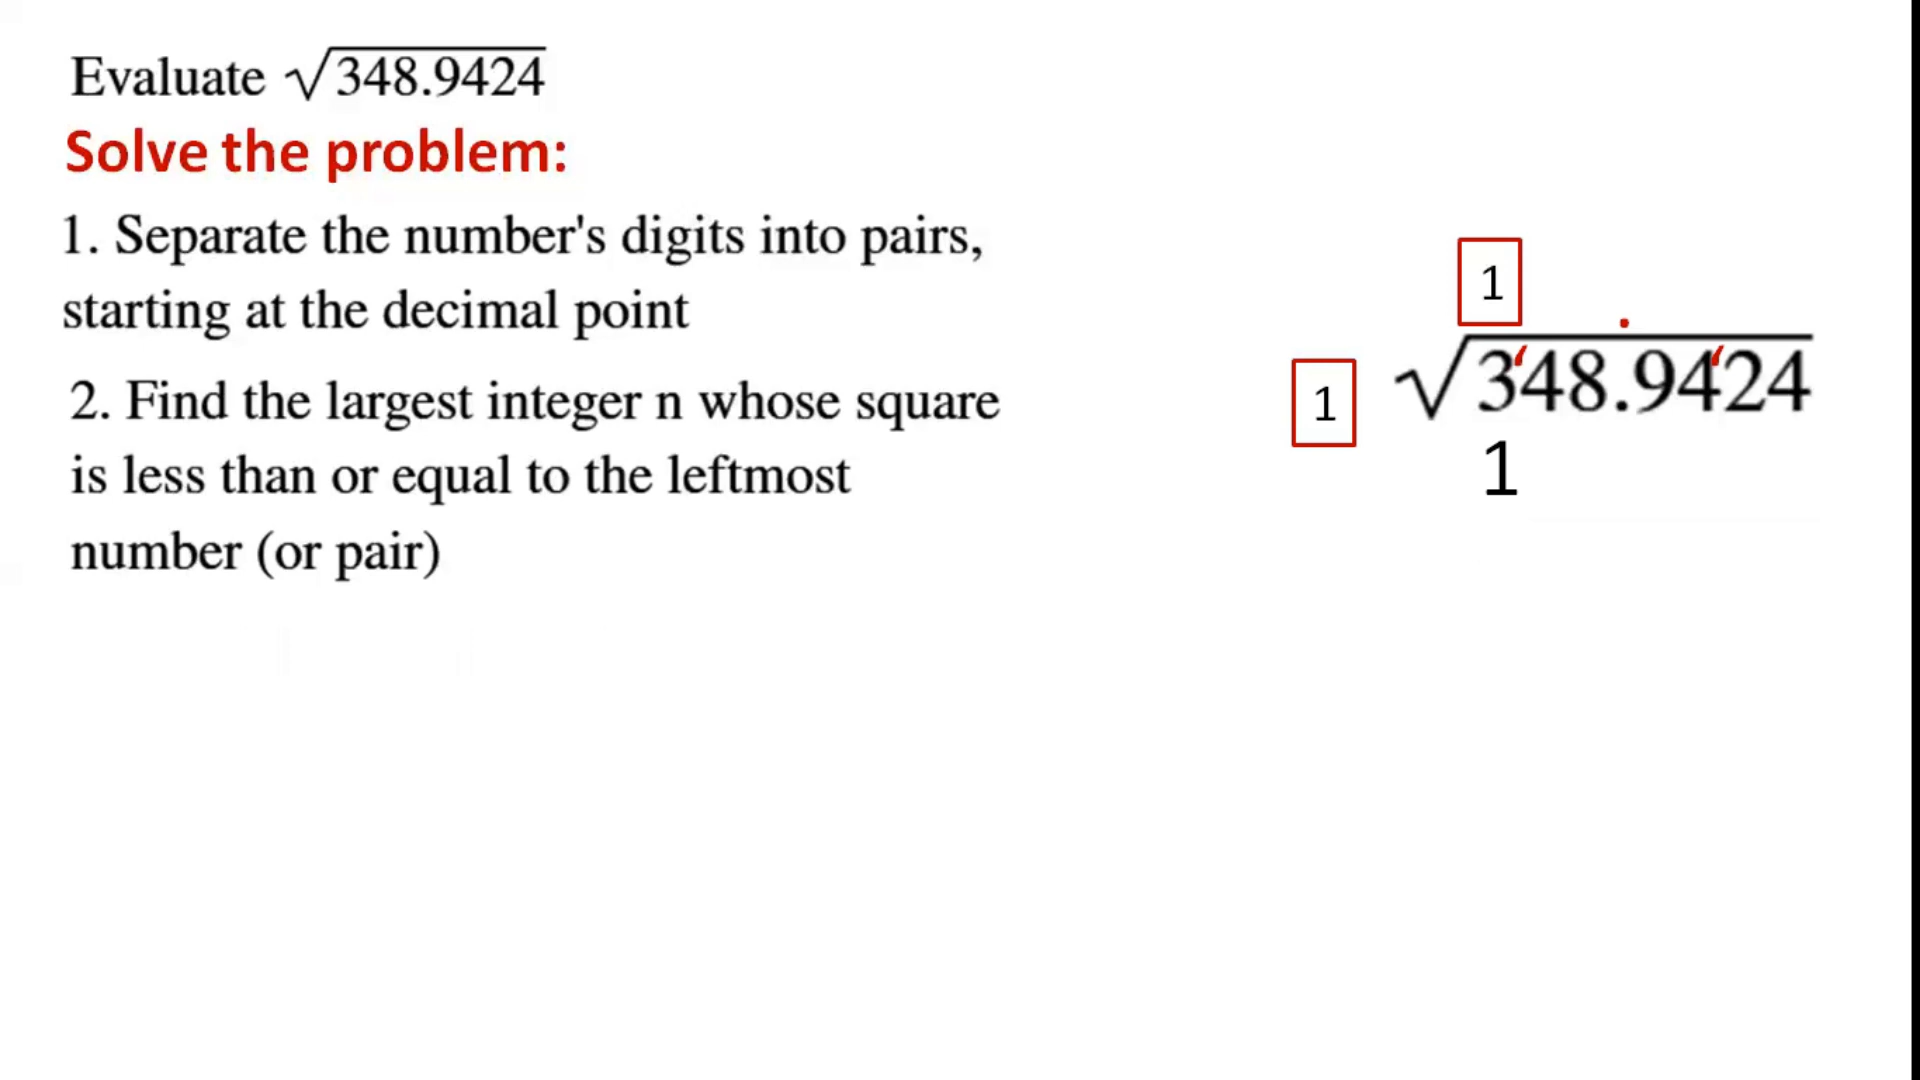 Evaluate √348.9424
Solve the problem:
1. Separate the number's digits into pairs,
starting at the decimal point
2. Find the largest integer n whose square
is less than or equal to the leftmost
number (or pair)
1 .
1 √3‘48.94‘24
1